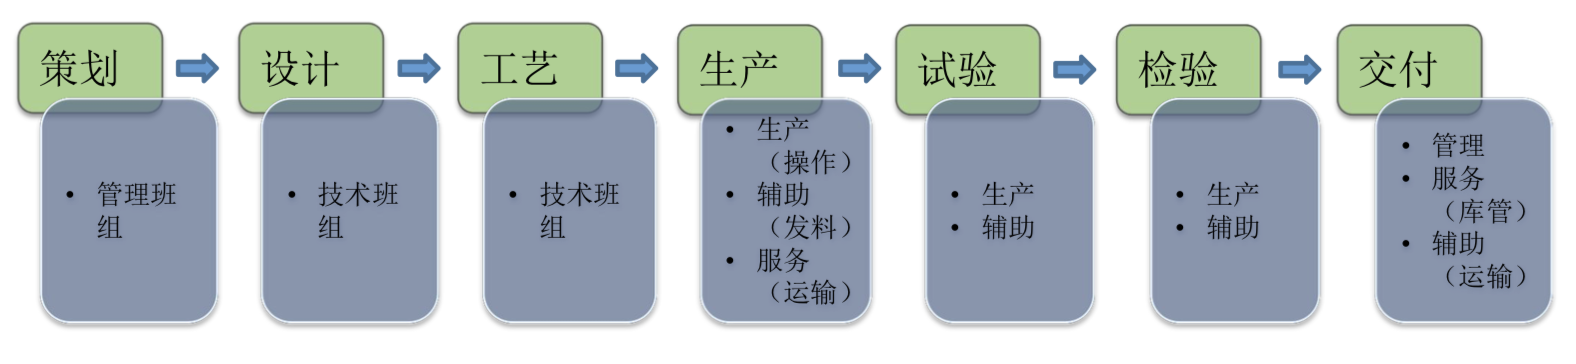 策划
设计
工艺
生产
试验
检验
交付
• 管理班
组
• 技术班
组
• 技术班
组
• 生产
（操作）
• 辅助
（发料）
• 服务
（运输）
• 生产
• 辅助
• 生产
• 辅助
• 管理
• 服务
（库管）
• 辅助
（运输）